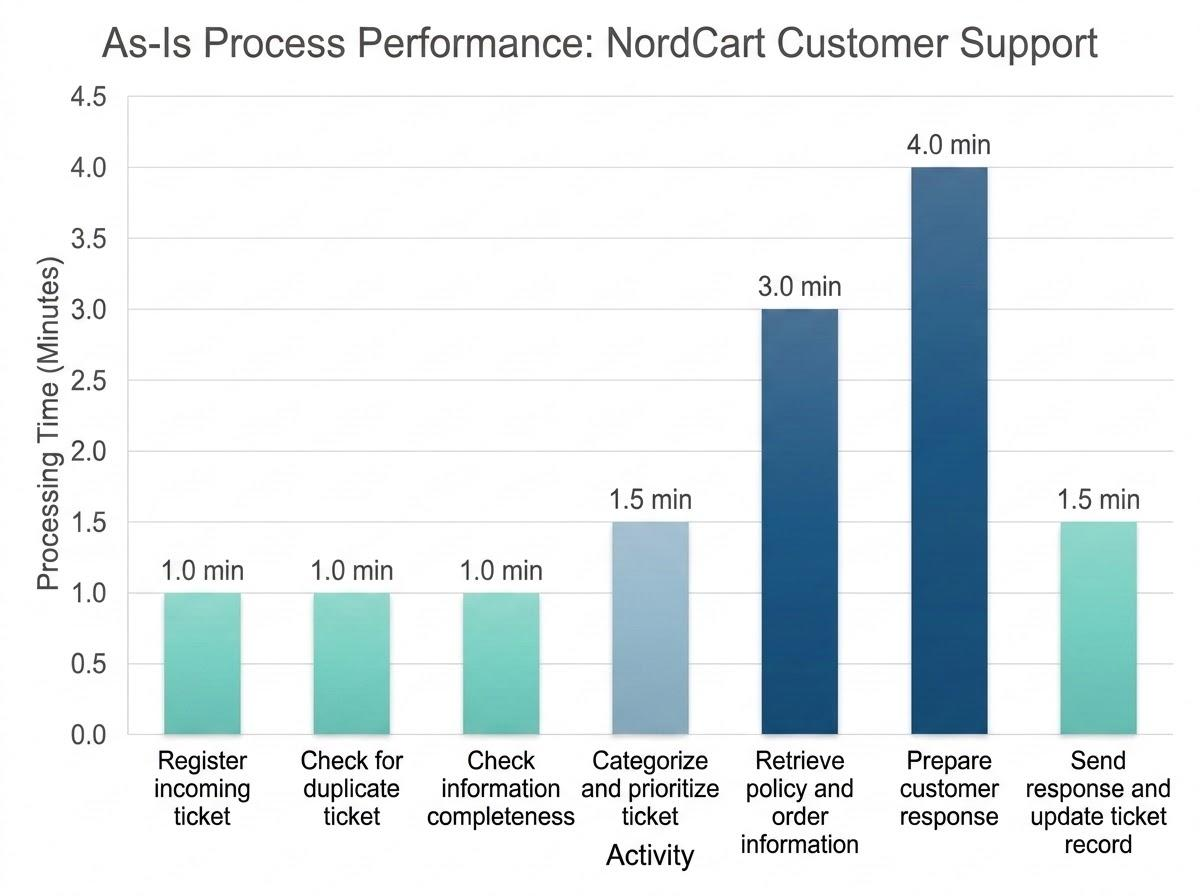 As-Is Process Performance: NordCart Customer Support
Processing Time (Minutes)
4.5
4.0
3.5
3.0
2.5
2.0
1.5
1.0
0.5
0.0
1.0 min
1.0 min
1.0 min
1.5 min
3.0 min
4.0 min
1.5 min
Register
incoming
ticket
Check for
duplicate
ticket
Check
information
completeness
Categorize
and prioritize
ticket
Retrieve
policy and
order
information
Prepare
customer
response
Send
response and
update ticket
record
Activity